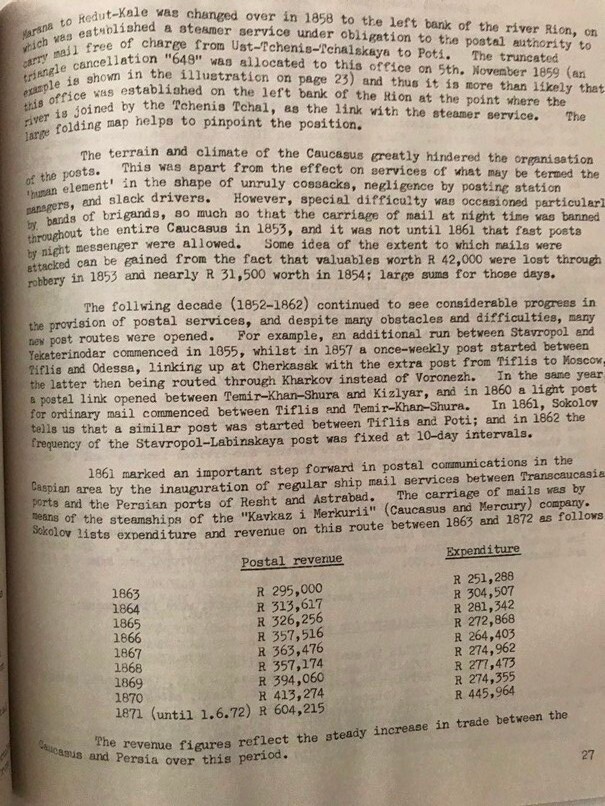 Marana to Redut-Kale was changed over in 1858 to the left bank of the river Rion, on
which was established a steamer service under obligation to the postal authority to
carry mail free of charge from Ust-Tchenis-Tchalskaya to Poti. The truncated
triangle cancellation "648" was allocated to this office on 5th. November 1859 (an
example is shown in the illustration on page 23) and thus it is more than likely that
this office was established on the left bank of the Rion at the point where the
river is joined by the Tchenis Tchal, as the link with the steamer service. The
large folding map helps to pinpoint the position.
The terrain and climate of the Caucasus greatly hindered the organisation
of the posts. This was apart from the effect on services of what may be termed the
'human element' in the shape of unruly cossacks, negligence by posting station
managers, and slack drivers. However, special difficulty was occasioned particularl
by bands of brigands, so much so that the carriage of mail at night time was banned
throughout the entire Caucasus in 1853, and it was not until 1861 that fast posts
by night messenger were allowed. Some idea of the extent to which mails were
attacked can be gained from the fact that valuables worth R 42,000 were lost through
robbery in 1853 and nearly R 31,500 worth in 1854; large sums for those days.
The follwing decade (1852-1862) continued to see considerable progress in
the provision of postal services, and despite many obstacles and difficulties, many
new post routes were opened. For example, an additional run between Stavropol and
Yekaterinodar commenced in 1855, whilst in 1857 a once-weekly post started between
Tiflis and Odessa, linking up at Cherkassk with the extra post from Tiflis to Moscow,
the latter then being routed through Kharkov instead of Voronezh. In the same year
a postal link opened between Temir-Khan-Shura and Kizlyar, and in 1860 a light post
for ordinary mail commenced between Tiflis and Temir-Khan-Shura. In 1861, Sokolov
tells us that a similar post was started between Tiflis and Poti; and in 1862 the
frequency of the Stavropol-Labinskaya post was fixed at 10-day intervals.
1861 marked an important step forward in postal communications in the
Caspian area by the inauguration of regular ship mail services between Transcaucasia
ports and the Persian ports of Resht and Astrabad. The carriage of mails was by
means of the steamships of the "Kavkaz i Merkurii" (Caucasus and Mercury) company.
Sokolov lists expenditure and revenue on this route between 1863 and 1872 as follows
Postal revenue Expenditure
1863 R 295,000 R 251,288
1864 R 313,617 R 304,507
1865 R 326,256 R 281,342
1866 R 357,516 R 272,868
1867 R 363,476 R 264,403
1868 R 357,174 R 274,962
1869 R 394,060 R 277,473
1870 R 413,274 R 274,355
1871 (until 1.6.72) R 604,215 R 445,964
The revenue figures reflect the steady increase in trade between the
Caucasus and Persia over this period.
27